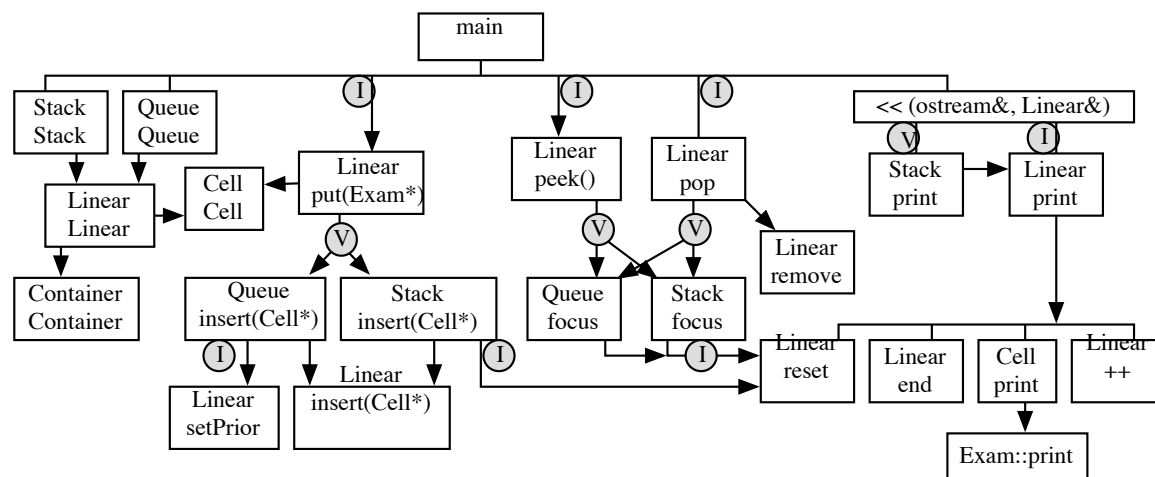 main
I
I
I
Stack
Stack
Queue
Queue
<< (ostream&, Linear&)
V
I
Linear
put(Exam*)
Linear
peek()
Linear
pop
Stack
print
Linear
print
Cell
Cell
Linear
Linear
V
V
V
Linear
remove
Container
Container
Queue
insert(Cell*)
Stack
insert(Cell*)
Queue
focus
Stack
focus
I
I
I
Linear
reset
Linear
end
Cell
print
Linear
++
Linear
setPrior
Linear
insert(Cell*)
Exam::print